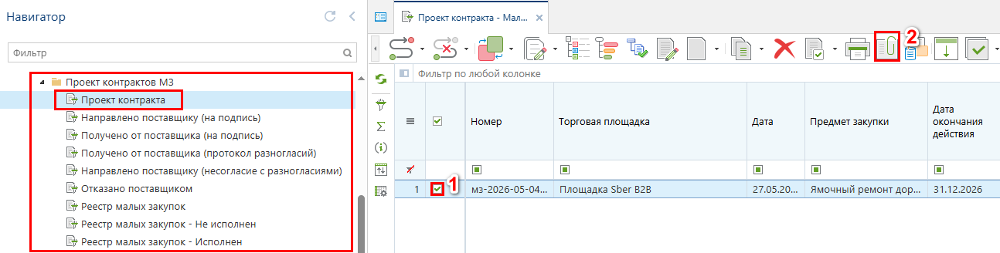 Навигатор
Фильтр
Проект контрактов МЗ
Проект контракта
Направлено поставщику (на подпись)
Получено от поставщика (на подпись)
Получено от поставщика (протокол разногласий)
Направлено поставщику (несогласие с разногласиями)
Отказано поставщиком
Реестр малых закупок
Реестр малых закупок - Не исполнен
Реестр малых закупок - Исполнен
Проект контракта - Мал...
2
Фильтр по любой колонке
Номер
Торговая площадка
Дата
Предмет закупки
Дата
окончания
действия
1
1
мз-2026-05-04...
Площадка Sber B2B
27.05.20...
Ямочный ремонт дор...
31.12.2026